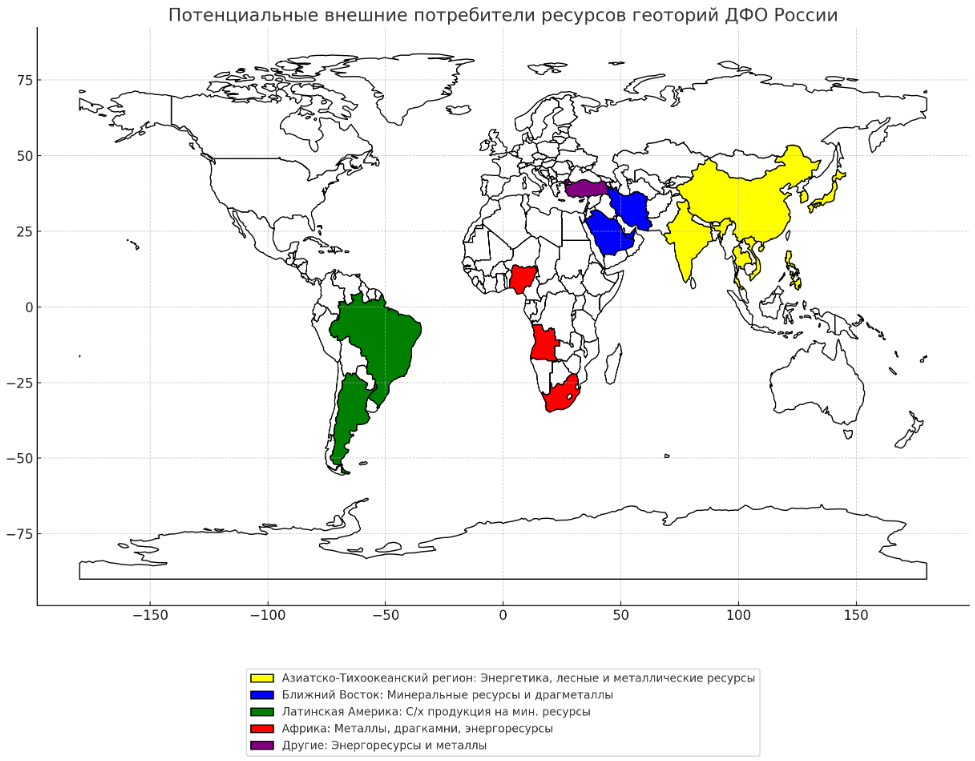 Потенциальные внешние потребители ресурсов геоторий ДФО России
75
50
25
0
−25
−50
−75
−150 −100 −50 0 50 100 150
Азиатско-Тихоокеанский регион: Энергетика, лесные и металлические ресурсы
Ближний Восток: Минеральные ресурсы и драгметаллы
Латинская Америка: С/х продукция на мин. ресурсы
Африка: Металлы, драгкамни, энергоресурсы
Другие: Энергоресурсы и металлы